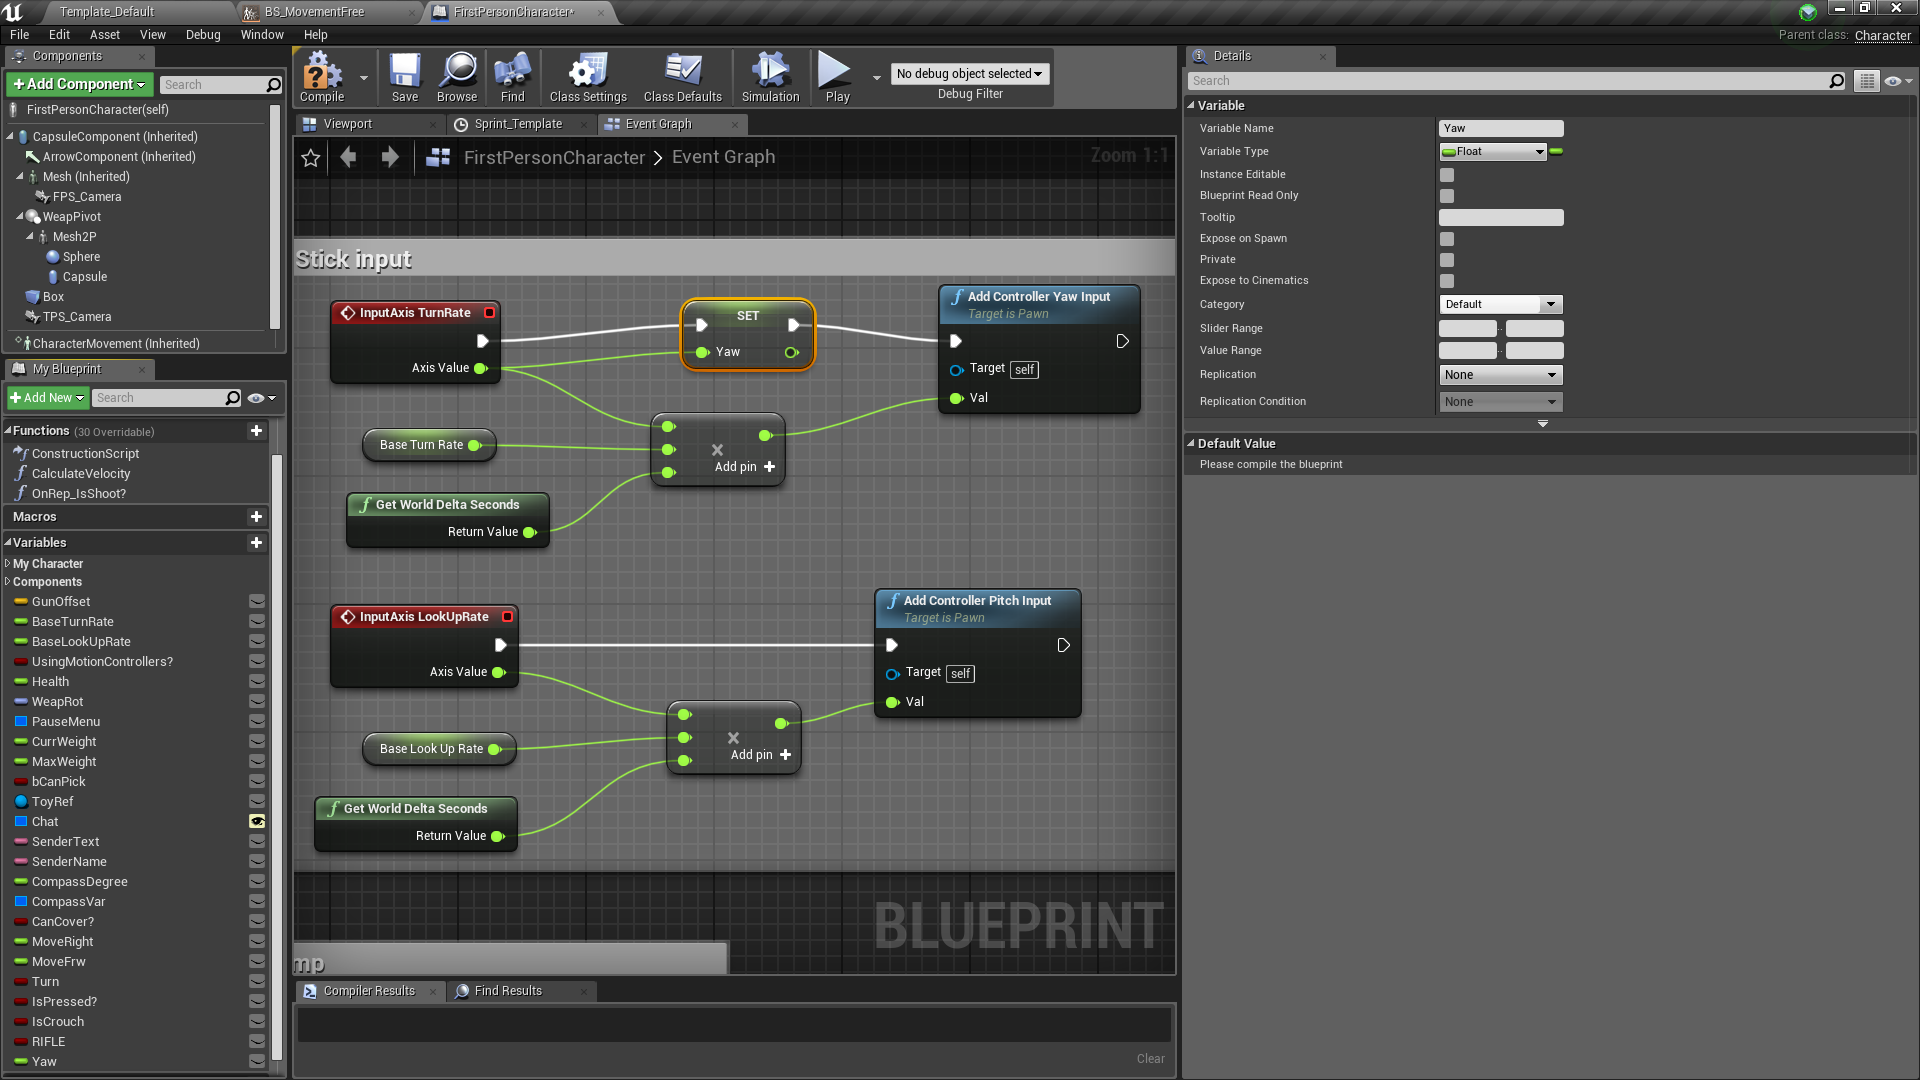 Template_Default
BS_MovementFree
FirstPersonCharacter*
File Edit Asset View Debug Window Help
Parent class: Character
Components
+ Add Component
Search
FirstPersonCharacter(self)
CapsuleComponent (Inherited)
ArrowComponent (Inherited)
Mesh (Inherited)
FPS_Camera
WeapPivot
Mesh2P
Sphere
Capsule
Box
TPS_Camera
CharacterMovement (Inherited)
My Blueprint
+ Add New
Search
Functions (30 Overridable)
ConstructionScript
CalculateVelocity
OnRep_IsShoot?
Macros
Variables
My Character
Components
GunOffset
BaseTurnRate
BaseLookUpRate
UsingMotionControllers?
Health
WeapRot
PauseMenu
CurrWeight
MaxWeight
bCanPick
ToyRef
Chat
SenderText
SenderName
CompassDegree
CompassVar
CanCover?
MoveRight
MoveFrw
Turn
IsPressed?
IsCrouch
RIFLE
Yaw
Compile Save Browse Find Class Settings Class Defaults Simulation Play
No debug object selected
Debug Filter
Viewport
Sprint_Template
Event Graph
FirstPersonCharacter > Event Graph
Zoom 1:1
Stick input
InputAxis TurnRate
Axis Value
SET
Yaw
Add Controller Yaw Input
Target is Pawn
Target self
Val
Base Turn Rate
Add pin +
Get World Delta Seconds
Return Value
InputAxis LookUpRate
Axis Value
Add Controller Pitch Input
Target is Pawn
Target self
Val
Base Look Up Rate
Add pin +
Get World Delta Seconds
Return Value
BLUEPRINT
mp
Compiler Results
Find Results
Clear
Details
Search
Variable
Variable Name Yaw
Variable Type Float
Instance Editable
Blueprint Read Only
Tooltip
Expose on Spawn
Private
Expose to Cinematics
Category Default
Slider Range
Value Range
Replication None
Replication Condition None
Default Value
Please compile the blueprint